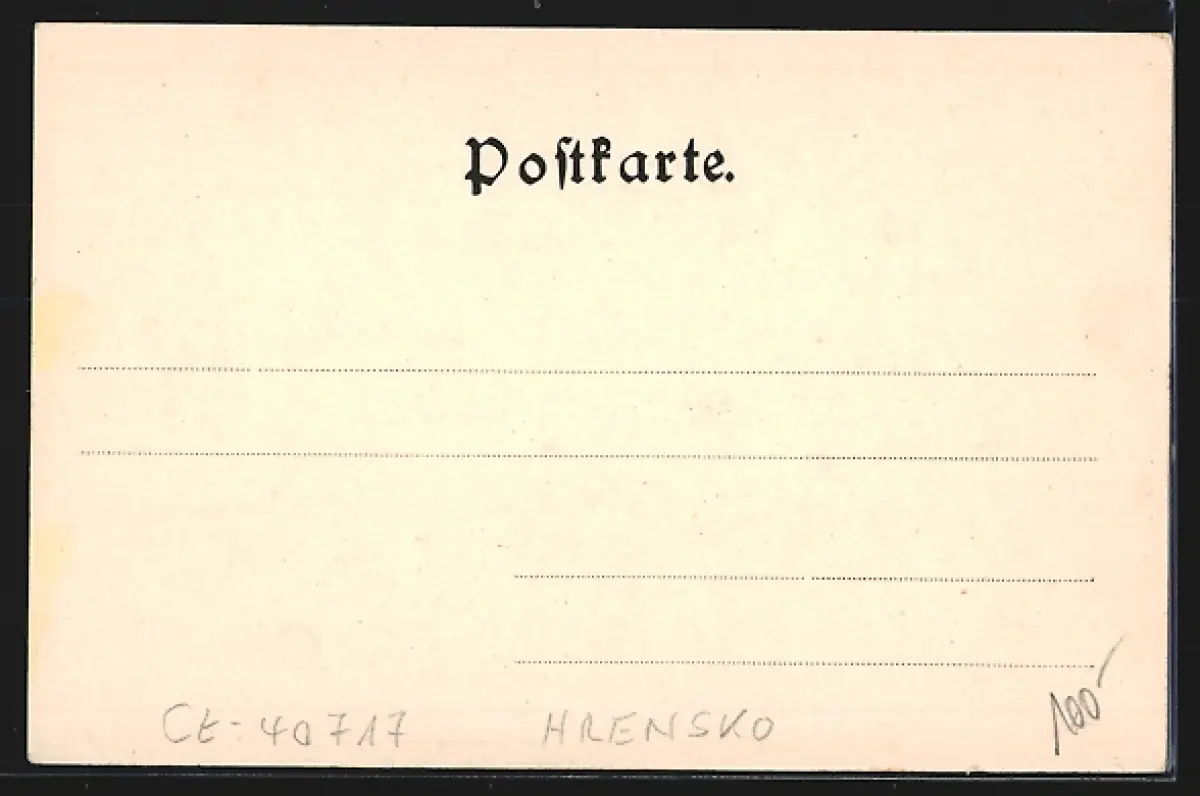 Poſtkarte.
Ct-40717 HRENSKO 100-